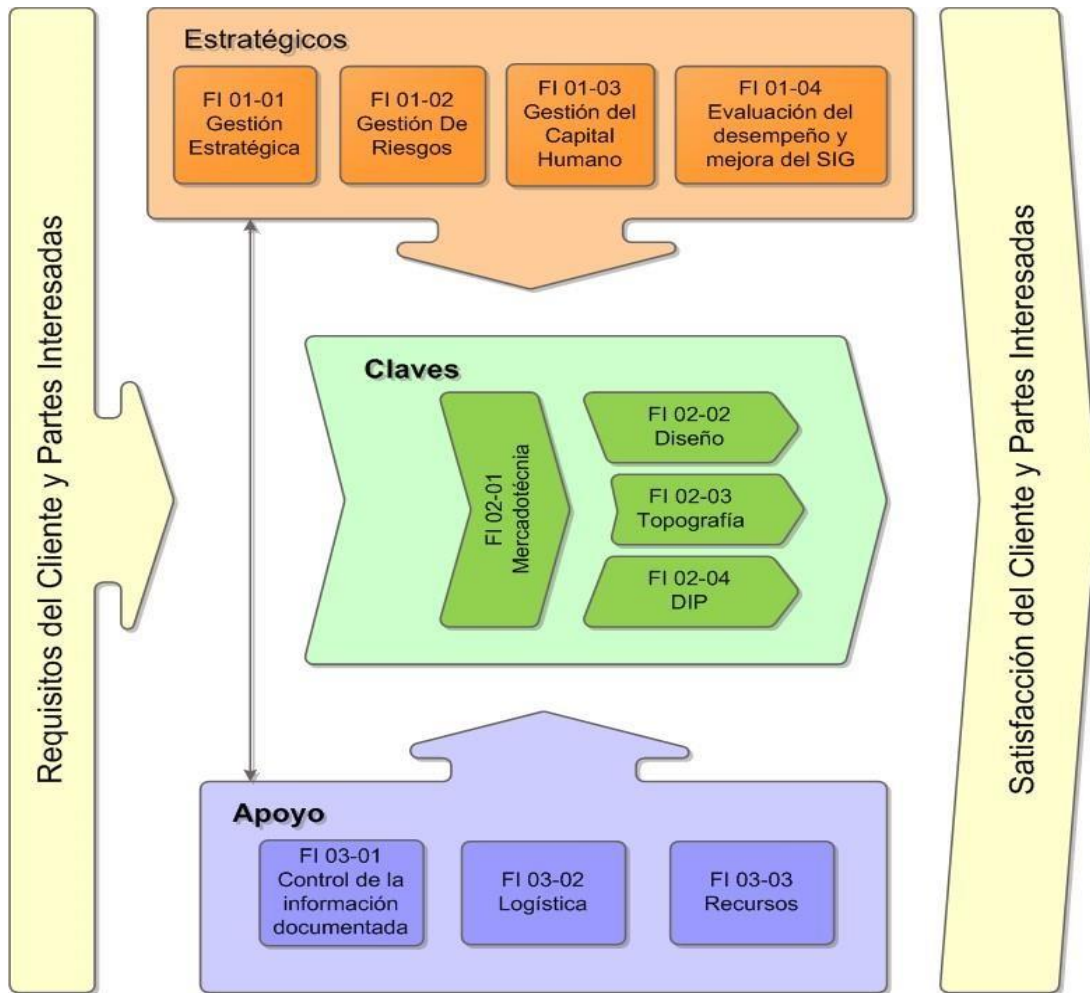 Requisitos del Cliente y Partes Interesadas
Estratégicos
FI 01-01
Gestión
Estratégica
FI 01-02
Gestión De
Riesgos
FI 01-03
Gestión del
Capital
Humano
FI 01-04
Evaluación del
desempeño y
mejora del SIG
Claves
FI 02-01
Mercadotécnia
FI 02-02
Diseño
FI 02-03
Topografía
FI 02-04
DIP
Apoyo
FI 03-01
Control de la
información
documentada
FI 03-02
Logística
FI 03-03
Recursos
Satisfacción del Cliente y Partes Interesadas